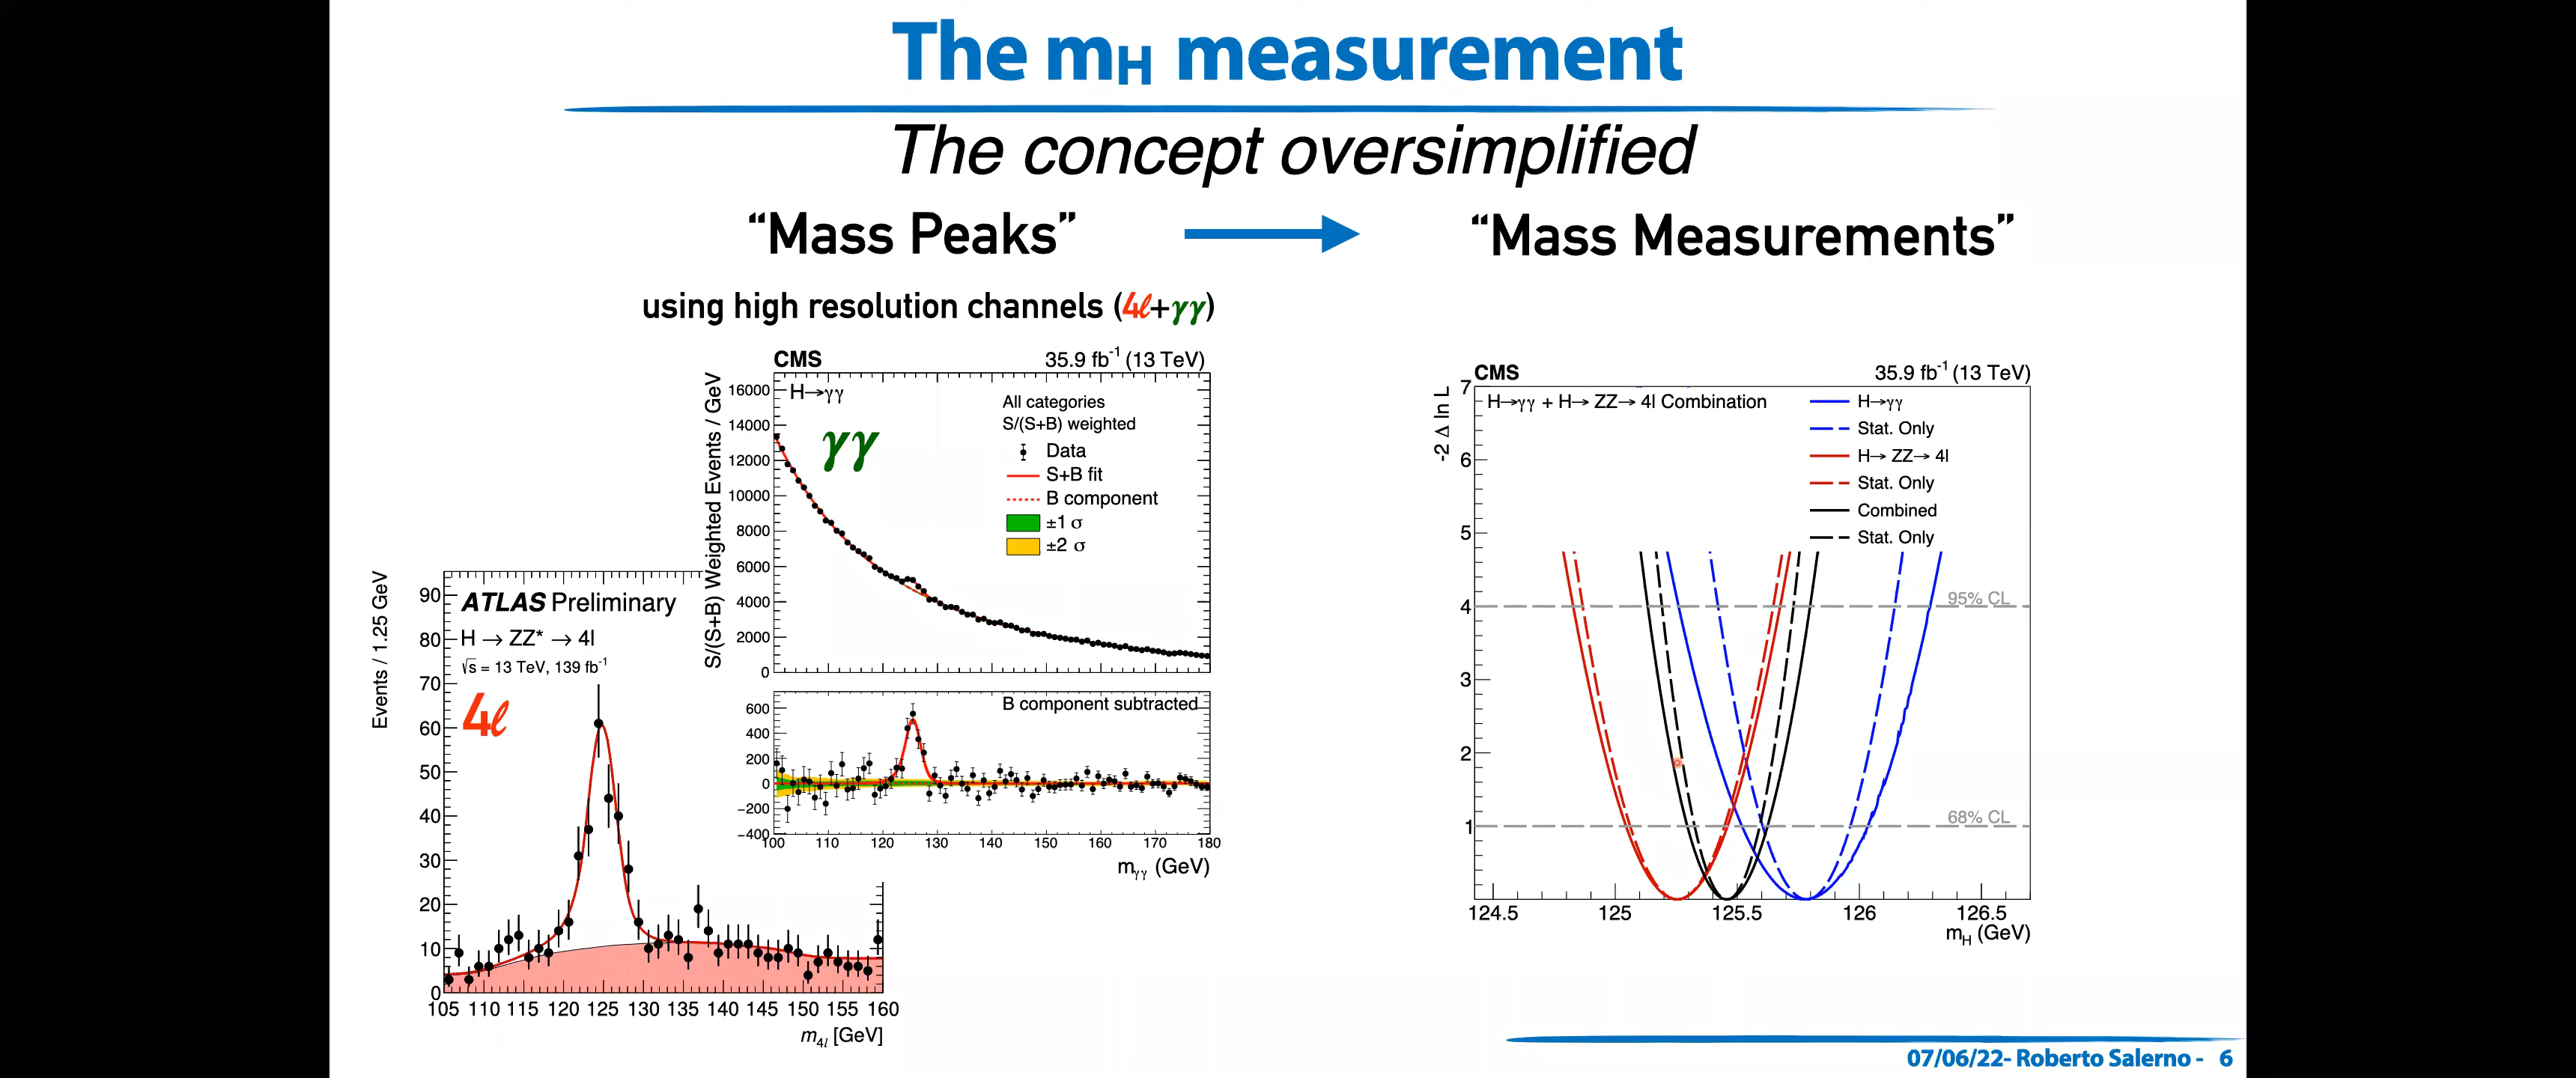 The mH measurement
The concept oversimplified
“Mass Peaks”
“Mass Measurements”
using high resolution channels (4ℓ+γγ)
CMS 35.9 fb-1 (13 TeV)
H→γγ
γγ
All categories
S/(S+B) weighted
Data
S+B fit
B component
±1 σ
±2 σ
S/(S+B) Weighted Events / GeV
16000
14000
12000
10000
8000
6000
4000
2000
0
B component subtracted
600
400
200
0
−200
−400
100 110 120 130 140 150 160 170 180
mγγ (GeV)
ATLAS Preliminary
H → ZZ* → 4l
√s = 13 TeV, 139 fb-1
4ℓ
Events / 1.25 GeV
90
80
70
60
50
40
30
20
10
0
105 110 115 120 125 130 135 140 145 150 155 160
m4l [GeV]
CMS 35.9 fb-1 (13 TeV)
H→γγ + H→ ZZ→ 4l Combination
H→γγ
Stat. Only
H→ ZZ→ 4l
Stat. Only
Combined
Stat. Only
-2 Δ ln L
7
6
5
4
3
2
1
95% CL
68% CL
124.5 125 125.5 126 126.5
mH (GeV)
07/06/22- Roberto Salerno - 6